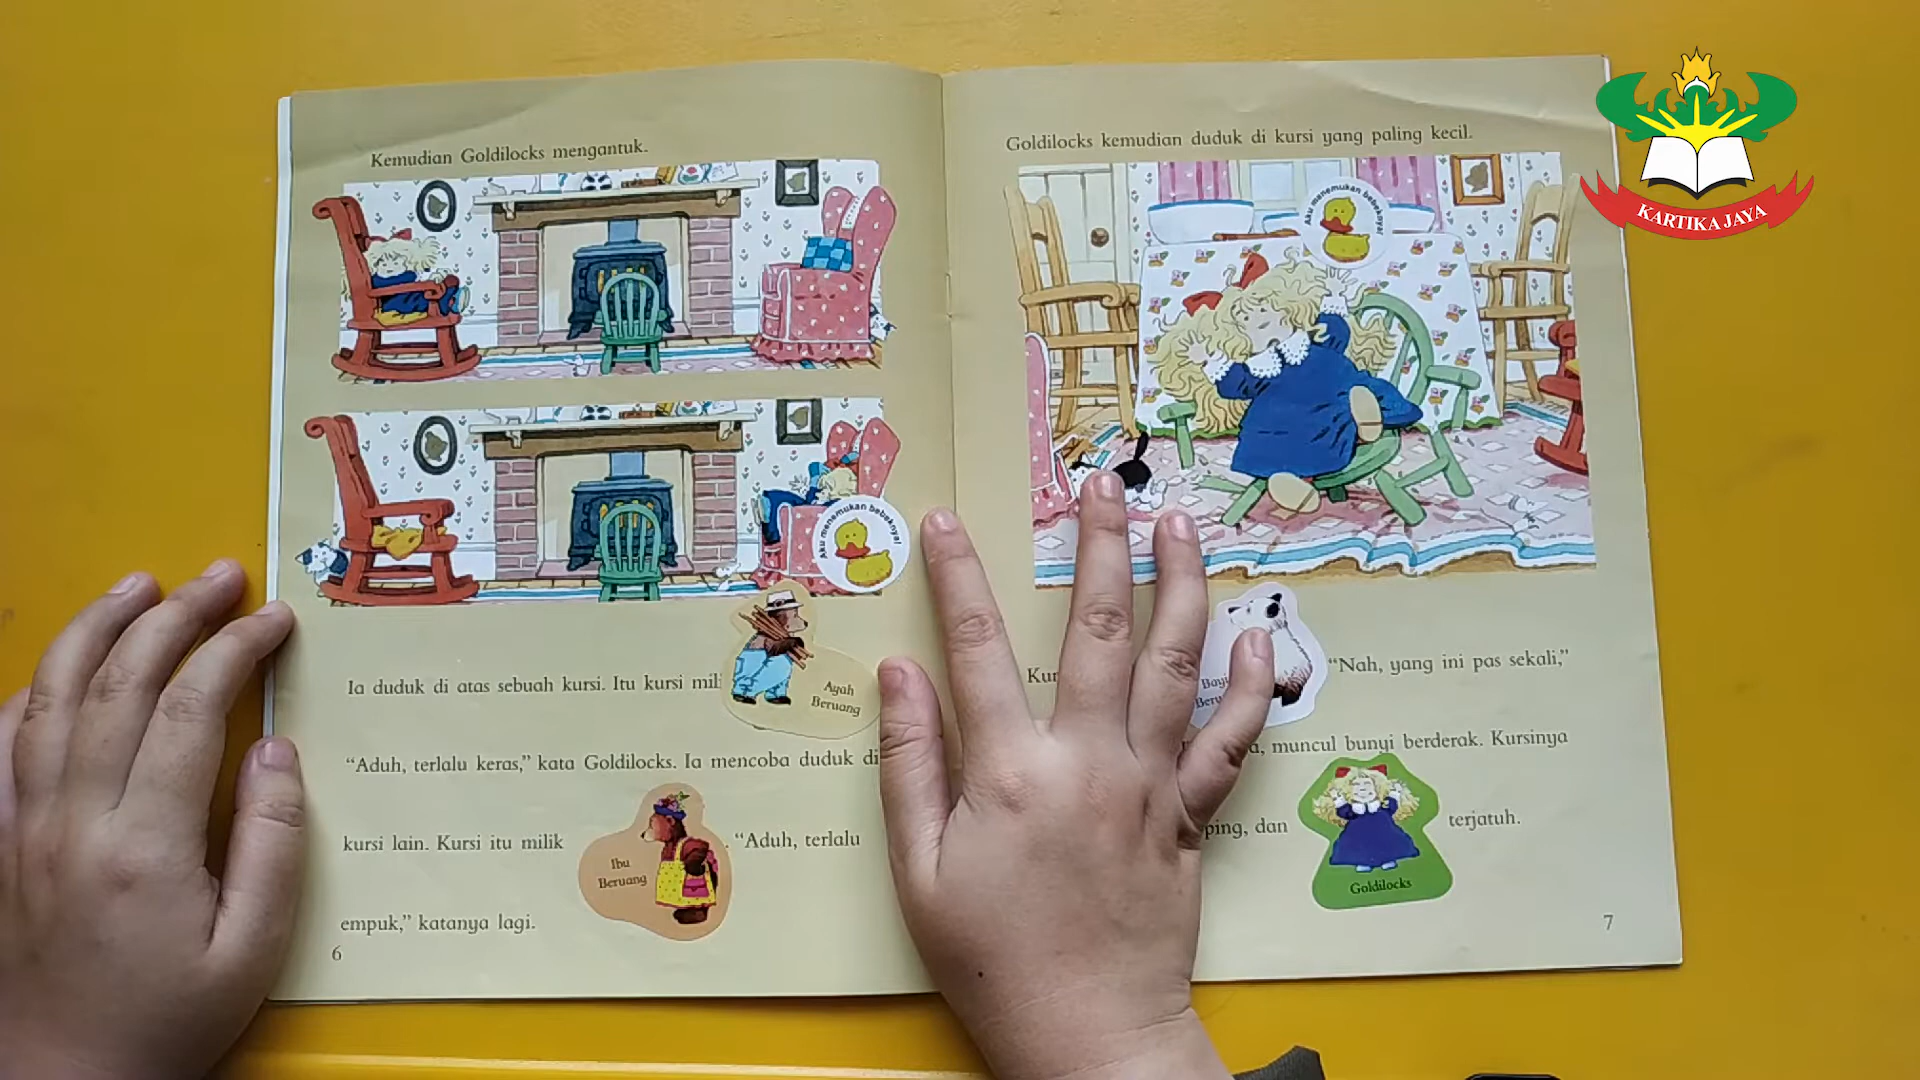 Kemudian Goldilocks mengantuk.
Aku menemukan bebeknya!
Ia duduk di atas sebuah kursi. Itu kursi mili
Ayah
Beruang
"Aduh, terlalu keras," kata Goldilocks. Ia mencoba duduk di
kursi lain. Kursi itu milik
Ibu
Beruang
. "Aduh, terlalu
empuk," katanya lagi.
6
Goldilocks kemudian duduk di kursi yang paling kecil.
Aku menemukan bebeknya!
"Nah, yang ini pas sekali,"
muncul bunyi berderak. Kursinya
dan
Goldilocks
terjatuh.
7
KARTIKA JAYA